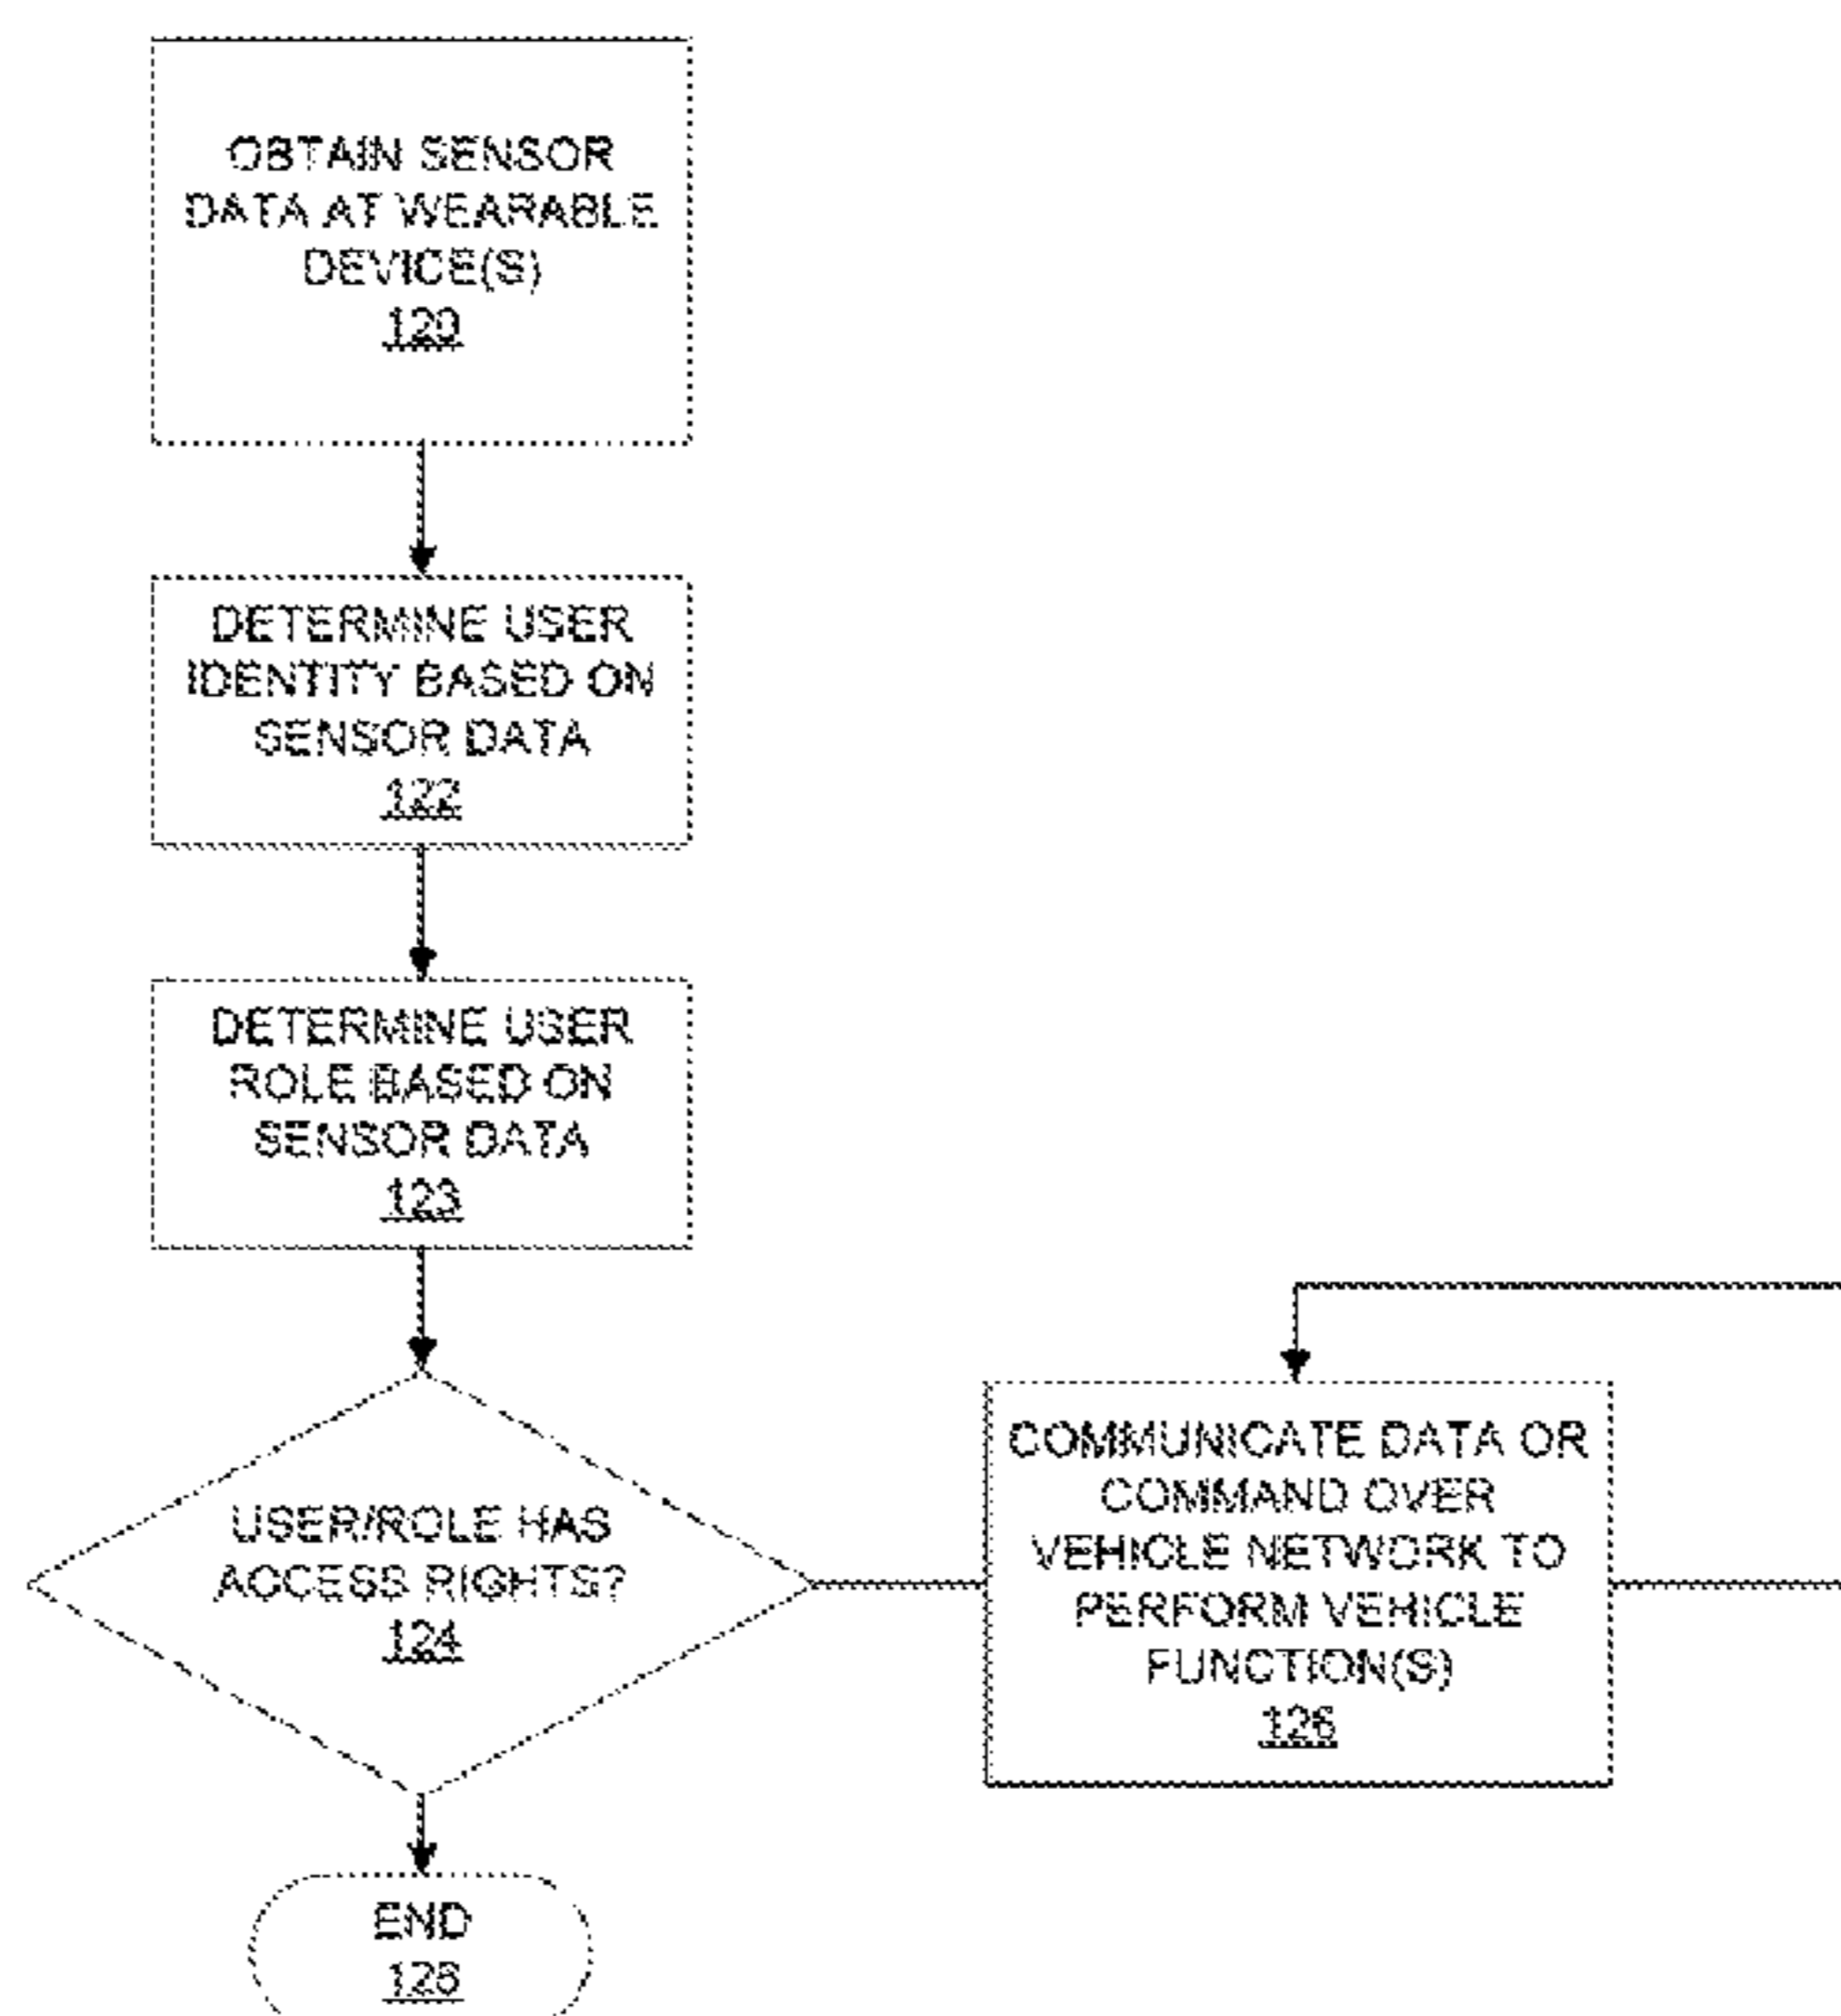 OBTAIN SENSOR
DATA AT WEARABLE
DEVICE(S)
120
DETERMINE USER
IDENTITY BASED ON
SENSOR DATA
122
DETERMINE USER
ROLE BASED ON
SENSOR DATA
123
USER/ROLE HAS
ACCESS RIGHTS?
124
COMMUNICATE DATA OR
COMMAND OVER
VEHICLE NETWORK TO
PERFORM VEHICLE
FUNCTION(S)
126
END
128